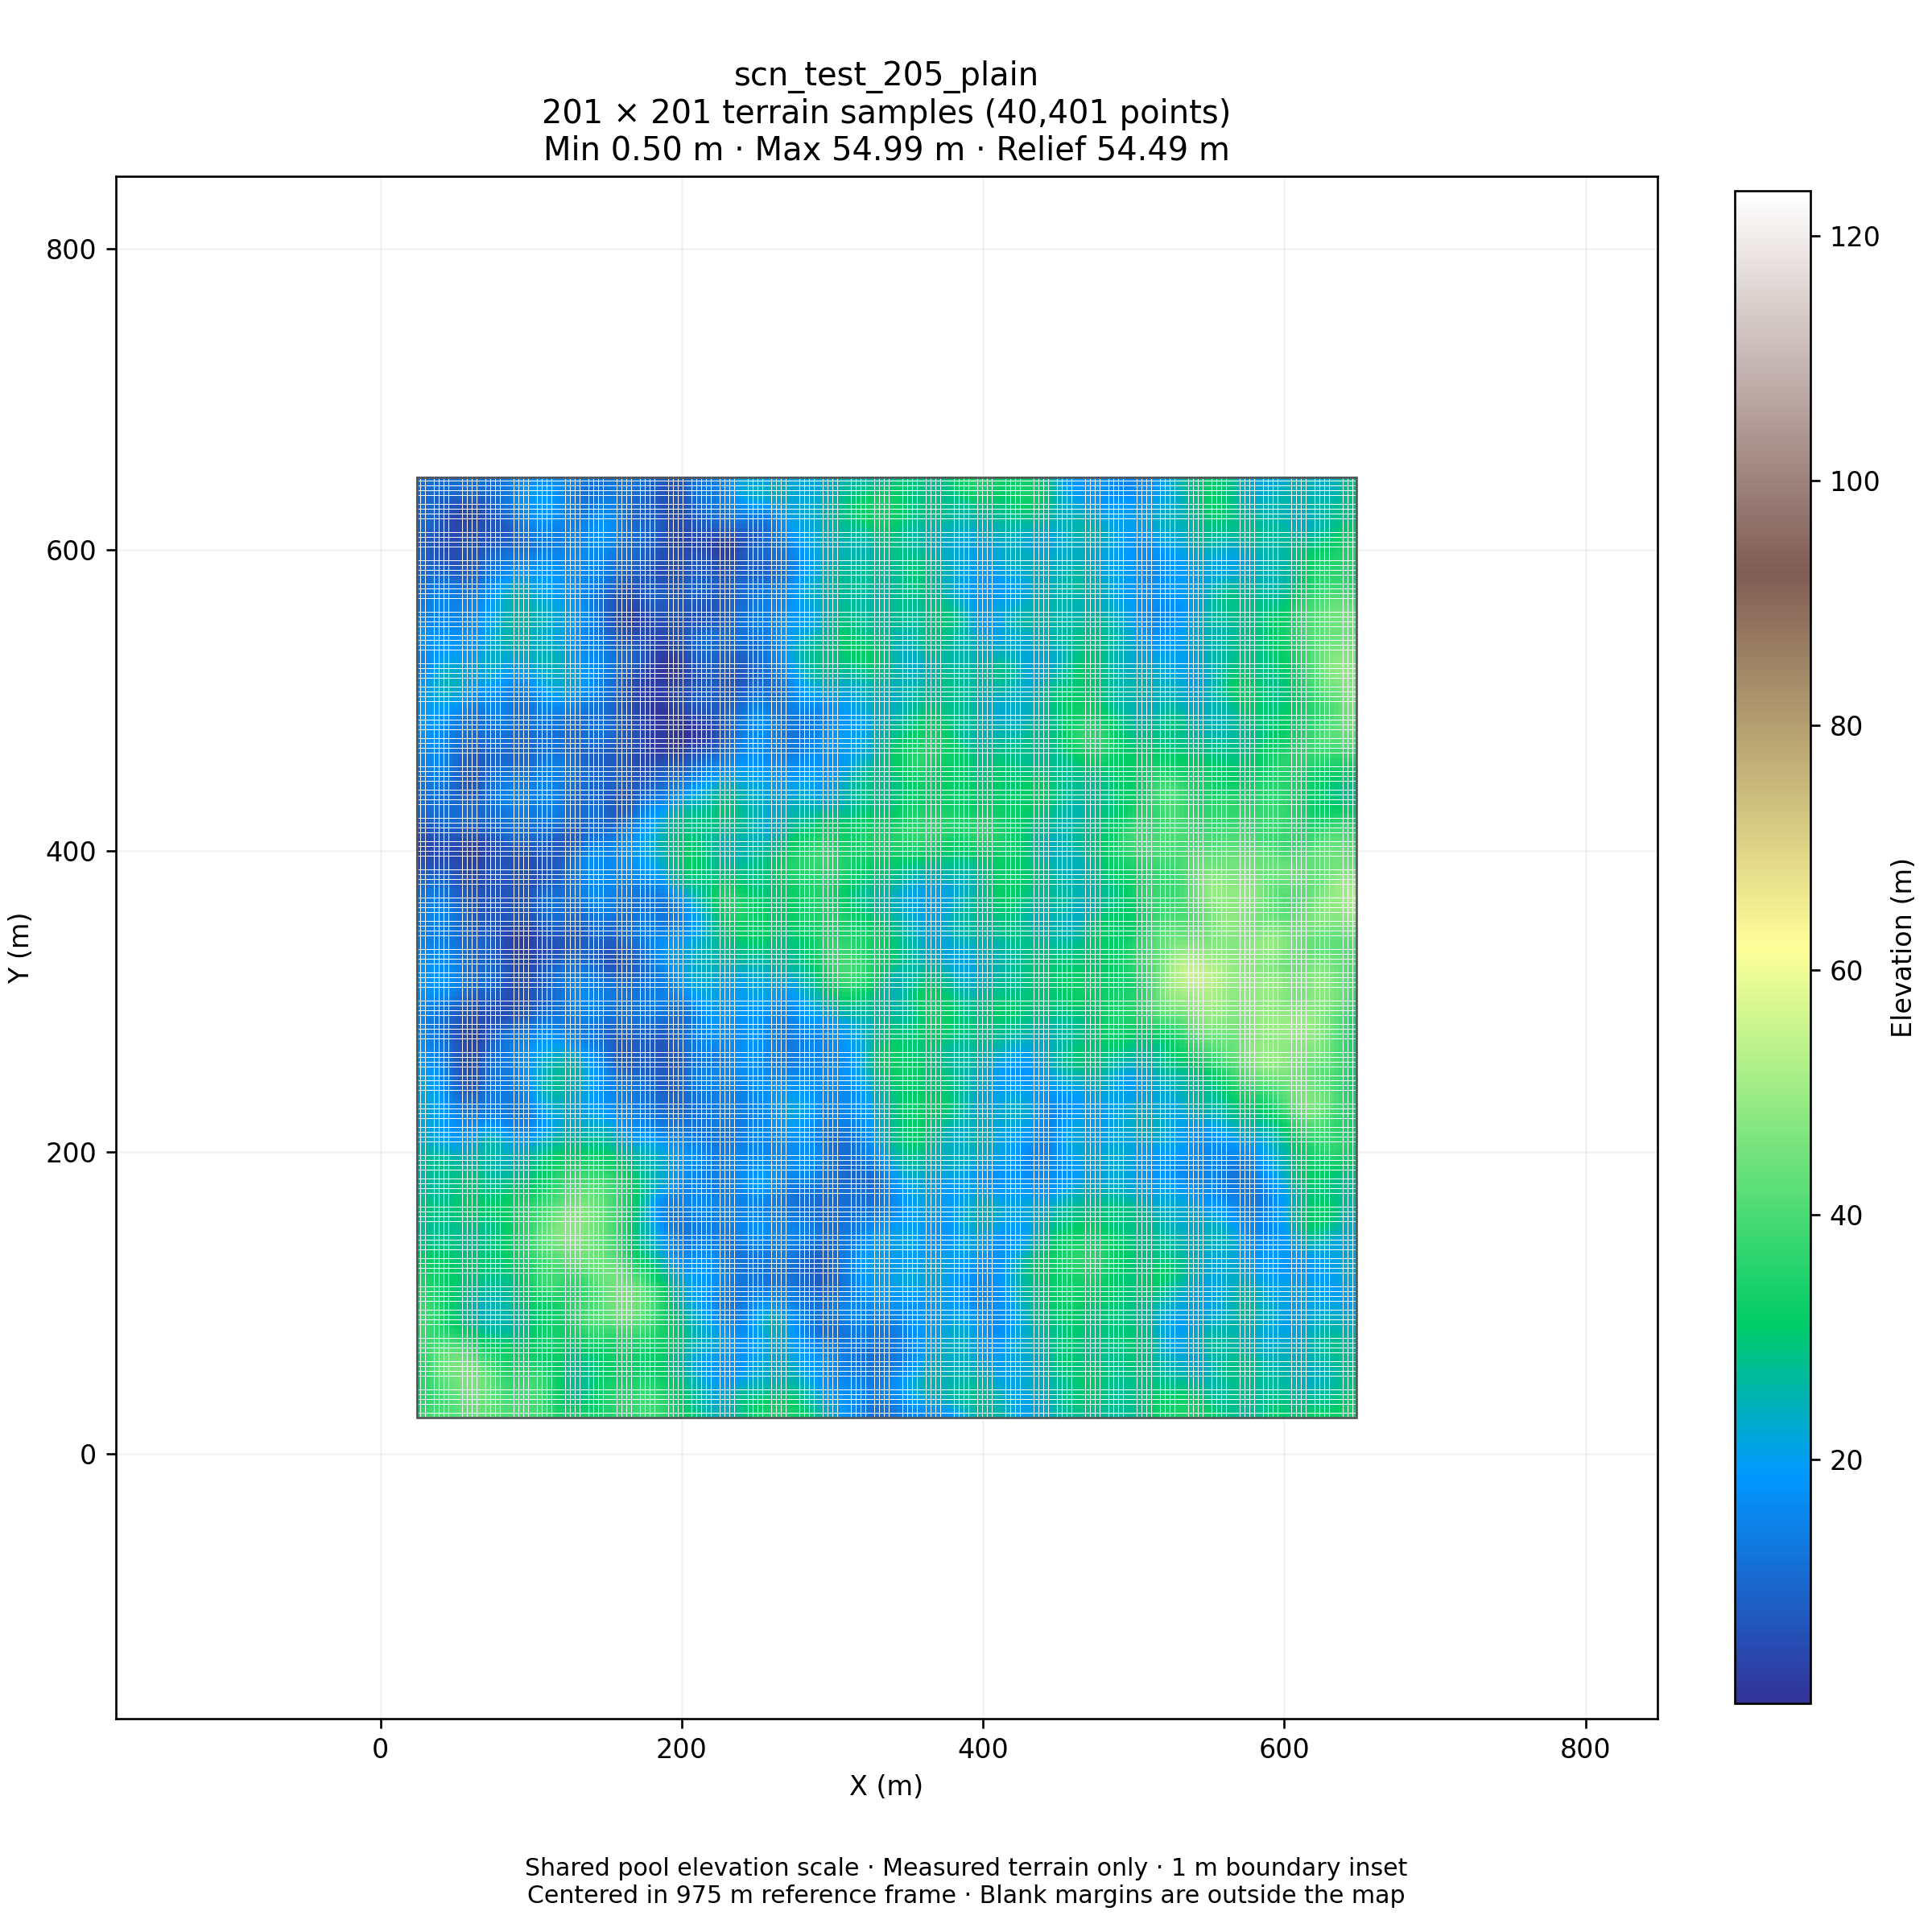 scn_test_205_plain
201 × 201 terrain samples (40,401 points)
Min 0.50 m · Max 54.99 m · Relief 54.49 m
800
600
400
200
0
Y (m)
0
200
400
600
800
X (m)
120
100
80
60
40
20
Elevation (m)
Shared pool elevation scale · Measured terrain only · 1 m boundary inset
Centered in 975 m reference frame · Blank margins are outside the map